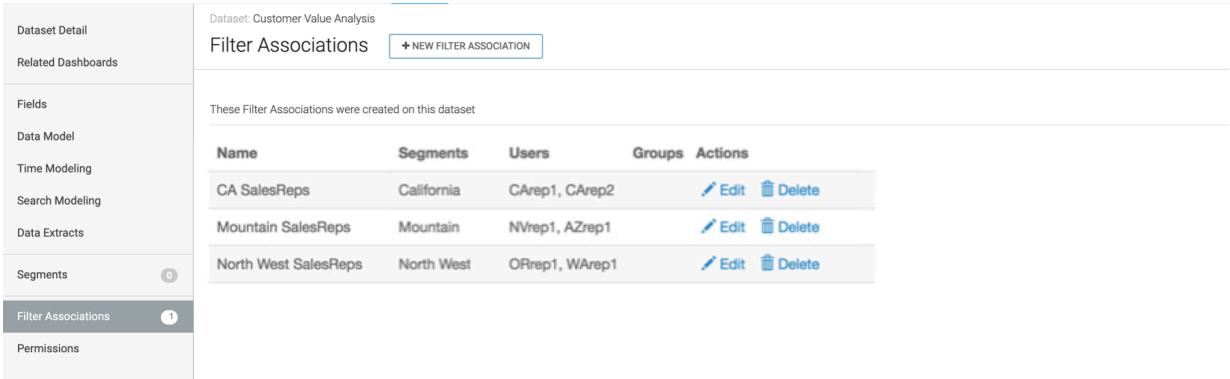 Dataset Detail
Related Dashboards
Fields
Data Model
Time Modeling
Search Modeling
Data Extracts
Segments 0
Filter Associations 1
Permissions
Dataset: Customer Value Analysis
Filter Associations + NEW FILTER ASSOCIATION
These Filter Associations were created on this dataset
Name Segments Users Groups Actions
CA SalesReps California CArep1, CArep2 Edit Delete
Mountain SalesReps Mountain NVrep1, AZrep1 Edit Delete
North West SalesReps North West ORrep1, WArep1 Edit Delete